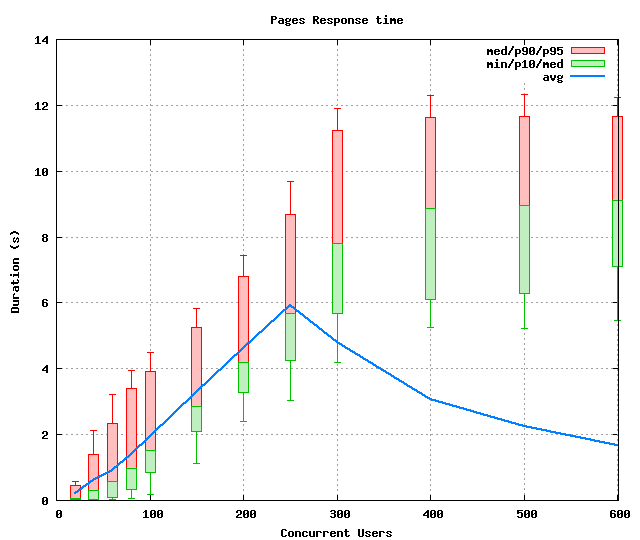 Pages Response time
14
med/p90/p95
min/p10/med
avg
12
10
8
Duration (s)
6
4
2
0
0 100 200 300 400 500 600
Concurrent Users